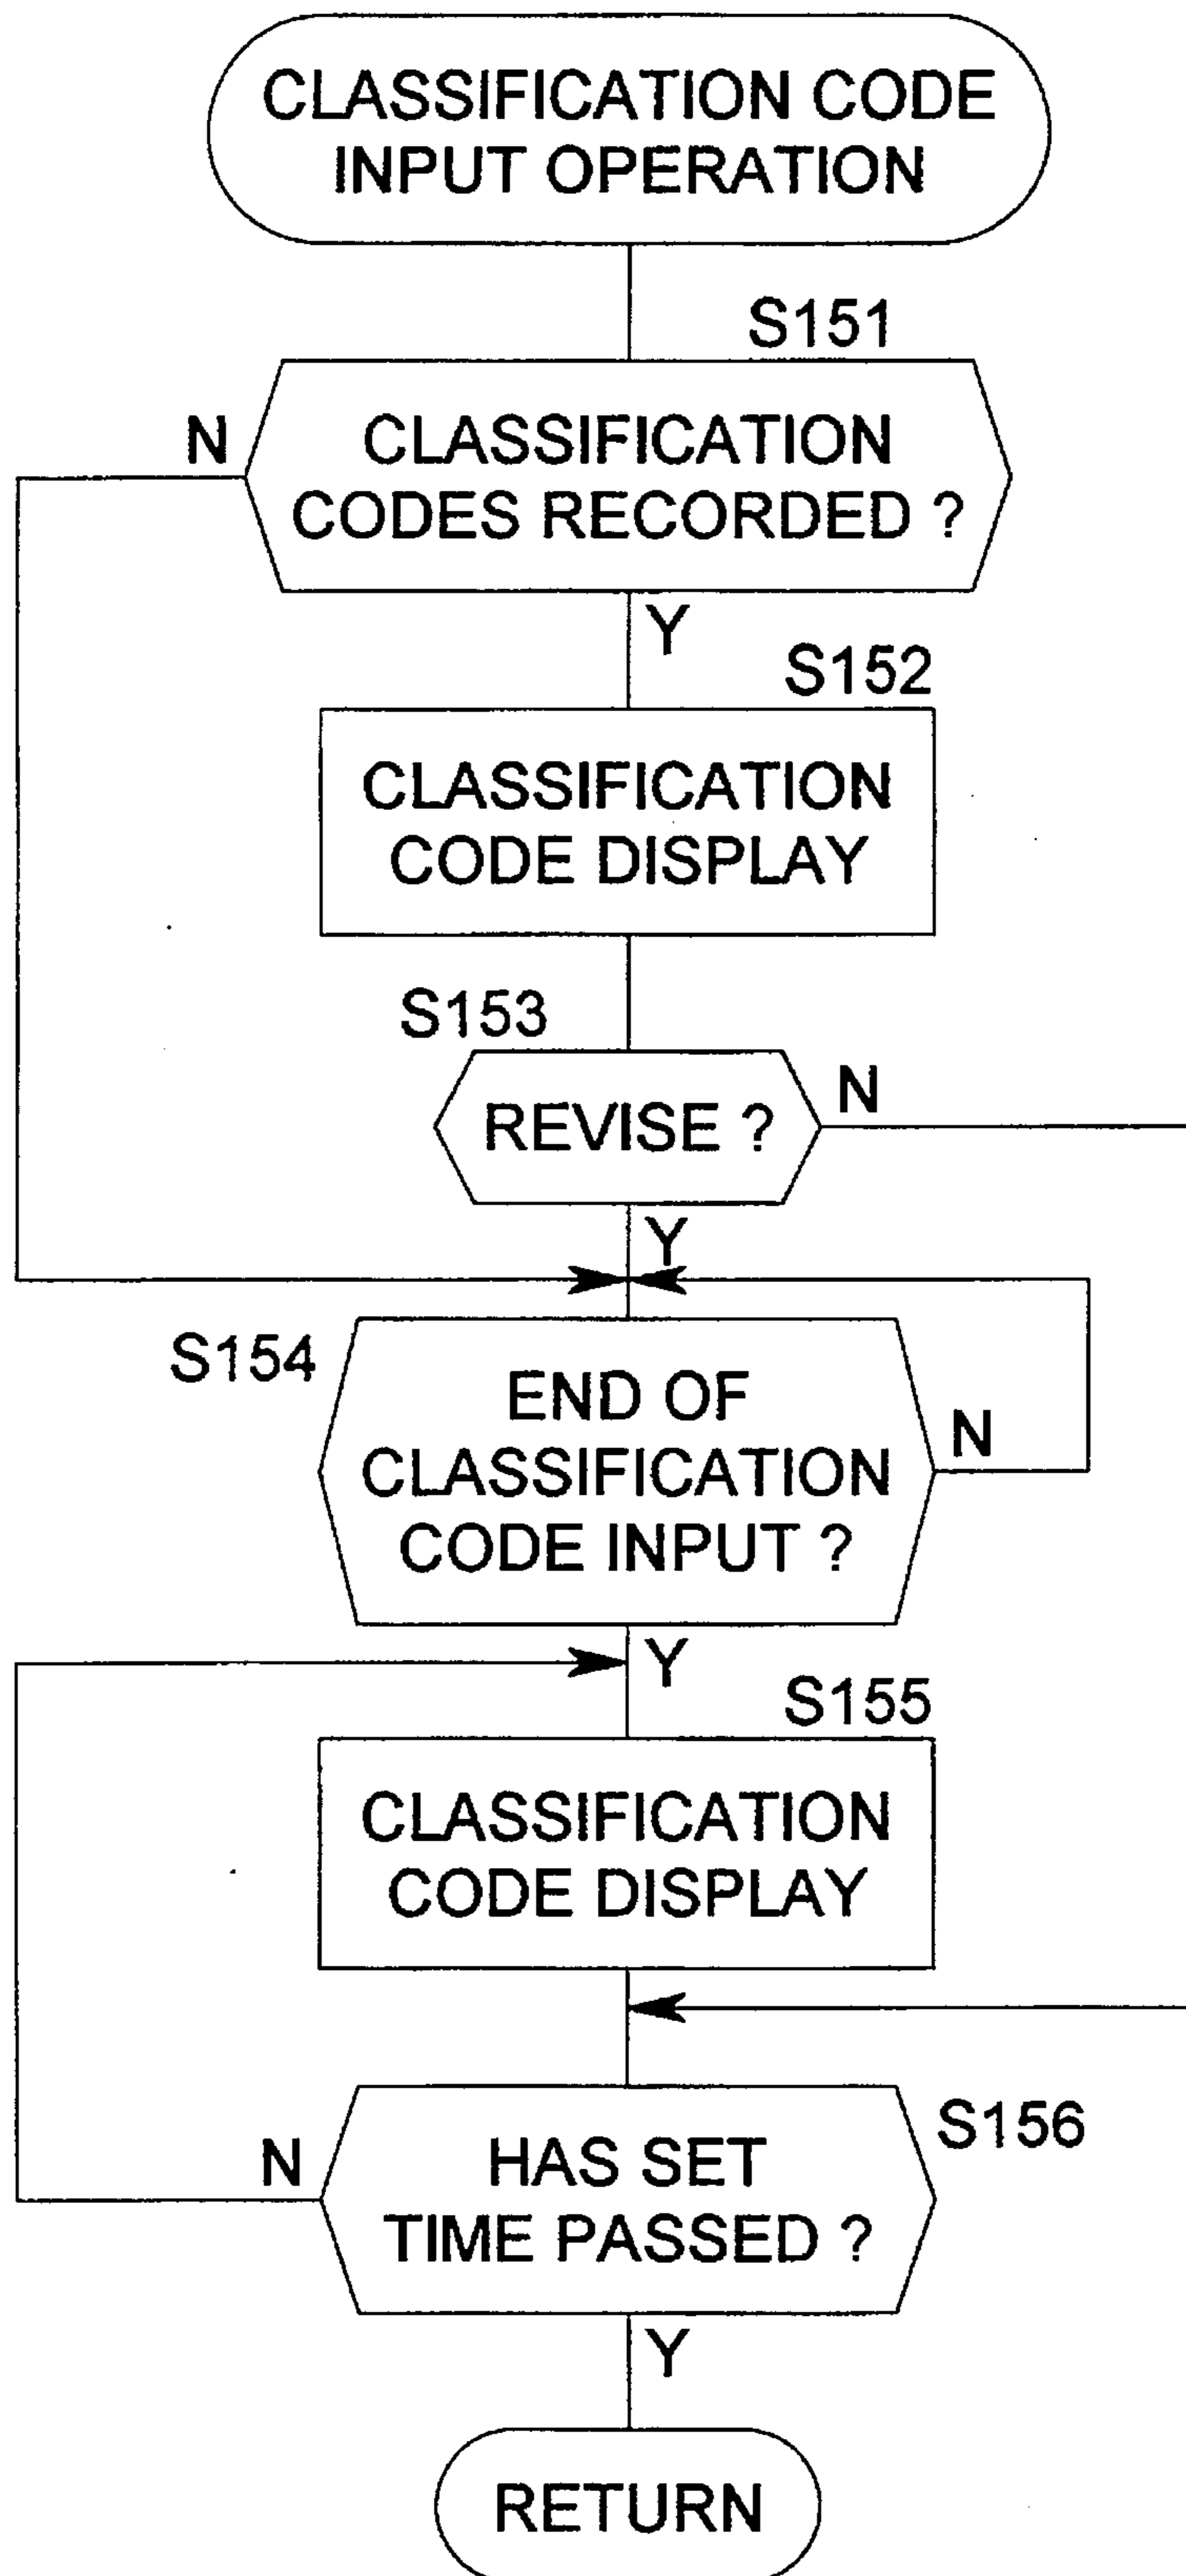 CLASSIFICATION CODE
INPUT OPERATION
S151
N
CLASSIFICATION
CODES RECORDED ?
Y
S152
CLASSIFICATION
CODE DISPLAY
S153
REVISE ?
N
Y
S154
END OF
CLASSIFICATION
CODE INPUT ?
N
Y
S155
CLASSIFICATION
CODE DISPLAY
S156
N
HAS SET
TIME PASSED ?
Y
RETURN